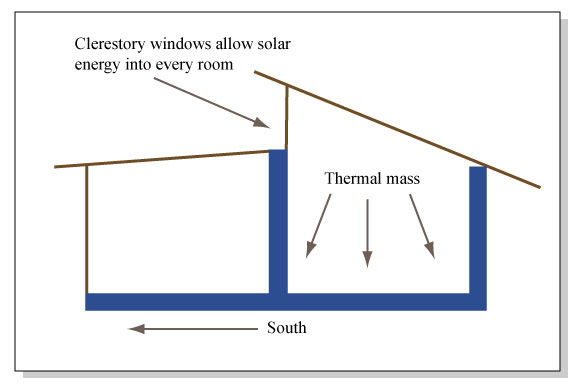 Clerestory windows allow solar
energy into every room
Thermal mass
South